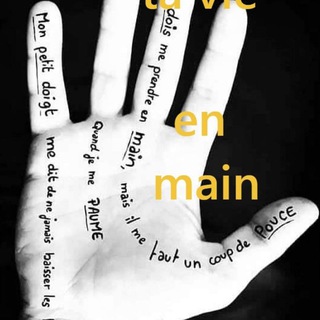 ta vie
en
main
Mon petit doigt me dit de ne jamais baisser les
Quand je me PAUME
dois me prendre en main, mais il me faut un coup de POUCE